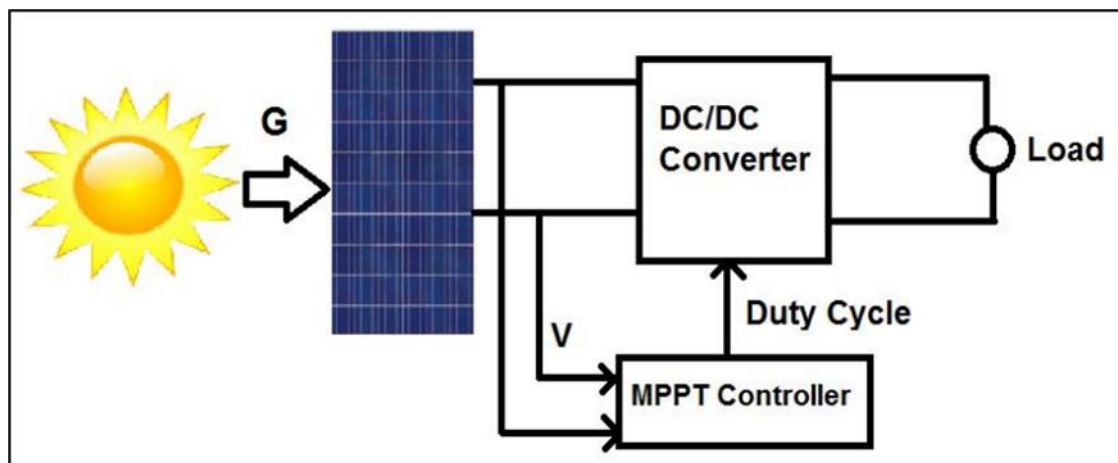 G
DC/DC
Converter
Load
Duty Cycle
V
MPPT Controller